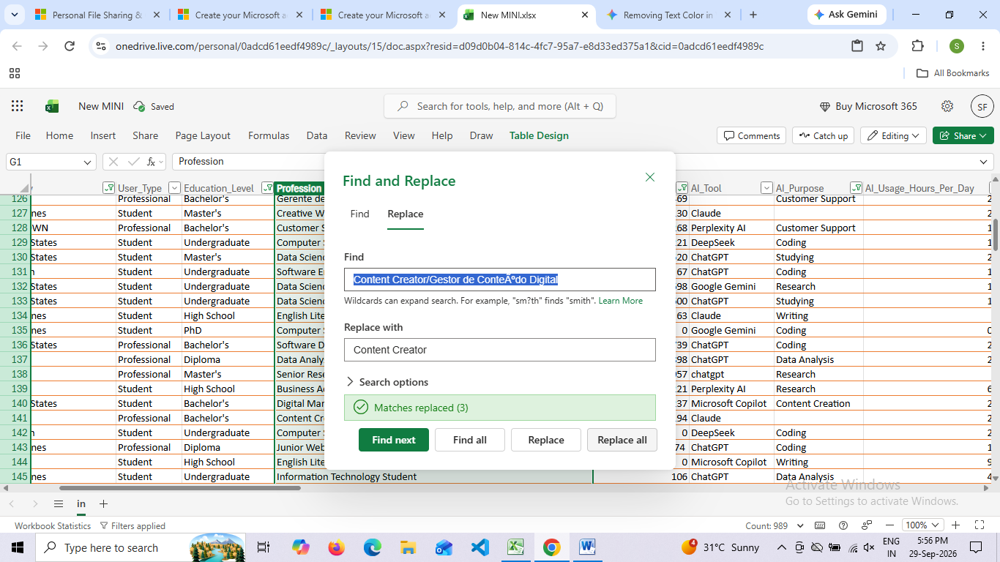 Personal File Sharing &
Create your Microsoft a
Create your Microsoft a
New MINI.xlsx
Removing Text Color in
Ask Gemini
onedrive.live.com/personal/0adcd61eedf4989c/_layouts/15/doc.aspx?resid=d09d0b04-814c-4fc7-95a7-e8d33ed375a1&cid=0adcd61eedf4989c
S
All Bookmarks
New MINI Saved
Search for tools, help, and more (Alt + Q)
Buy Microsoft 365
SF
File Home Insert Share Page Layout Formulas Data Review View Help Draw Table Design
Comments Catch up Editing Share
G1 fx Profession
User_Type Education_Level Profession AI_Tool AI_Purpose AI_Usage_Hours_Per_Day
126 Professional Bachelor's Gerente de 69 Customer Support 2
127 nes Student Master's Creative W 30 Claude 2
128 WN Professional Bachelor's Customer S 68 Perplexity AI Customer Support 1
129 States Student Undergraduate Computer 21 DeepSeek Coding 1
130 States Student Master's Data Scienc 20 ChatGPT Studying 2
131 Student Undergraduate Software E 67 ChatGPT Coding 2
132 States Student Undergraduate Data Scienc 98 Google Gemini Research 1
133 States Student Undergraduate Data Scienc 00 ChatGPT Studying 1
134 nes Student High School English Lite 63 Claude Writing
135 nes Student PhD Computer 0 Google Gemini Coding 0
136 States Professional Bachelor's Software D 739 ChatGPT Coding 2
137 Professional Diploma Data Analy 398 ChatGPT Data Analysis
138 Professional Master's Senior Rese 957 chatgpt Research
139 Student High School Business Ad 21 Perplexity AI Research 6
140 States Student Bachelor's Digital Mar 37 Microsoft Copilot Content Creation 2
141 Professional Bachelor's Content Cr 94 Claude 2
142 Student Undergraduate Computer 0 DeepSeek Coding 2
143 nes Professional Diploma Junior Web 74 ChatGPT Coding 1
144 Student High School English Lite 0 Microsoft Copilot Writing 9
145 nes Student Undergraduate Information Technology Student 106 ChatGPT Data Analysis 4
Find and Replace
Find Replace
Find
Content Creator/Gestor de ConteÃºdo Digital
Wildcards can expand search. For example, "sm?th" finds "smith". Learn More
Replace with
Content Creator
Search options
Matches replaced (3)
Find next Find all Replace Replace all
Activate Windows
Go to Settings to activate Windows.
in
Workbook Statistics Filters applied
Count: 989
100%
Type here to search
31°C Sunny
ENG
IN
5:56 PM
29-Sep-2026